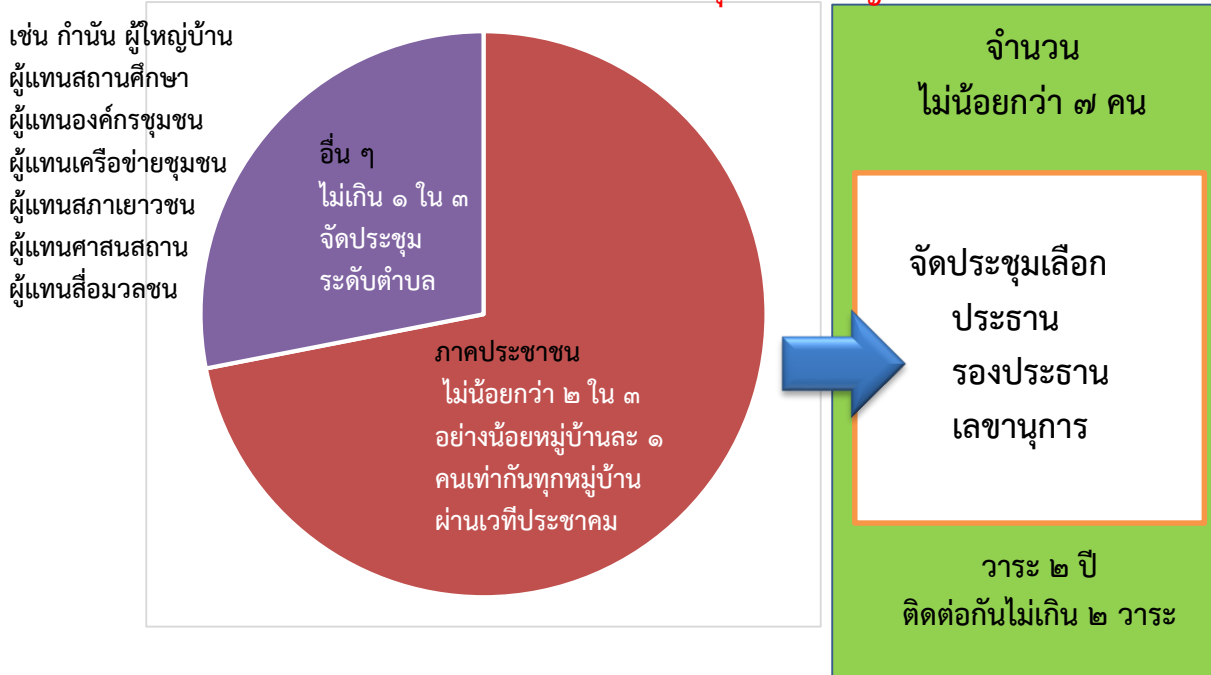 เช่น กำนัน ผู้ใหญ่บ้าน
ผู้แทนสถานศึกษา
ผู้แทนองค์กรชุมชน
ผู้แทนเครือข่ายชุมชน
ผู้แทนสภาเยาวชน
ผู้แทนศาสนสถาน
ผู้แทนสื่อมวลชน
อื่น ๆ
ไม่เกิน ๑ ใน ๓
จัดประชุม
ระดับตำบล
ภาคประชาชน
ไม่น้อยกว่า ๒ ใน ๓
อย่างน้อยหมู่บ้านละ ๑
คนเท่ากันทุกหมู่บ้าน
ผ่านเวทีประชาคม
จำนวน
ไม่น้อยกว่า ๗ คน
จัดประชุมเลือก
ประธาน
รองประธาน
เลขานุการ
วาระ ๒ ปี
ติดต่อกันไม่เกิน ๒ วาระ